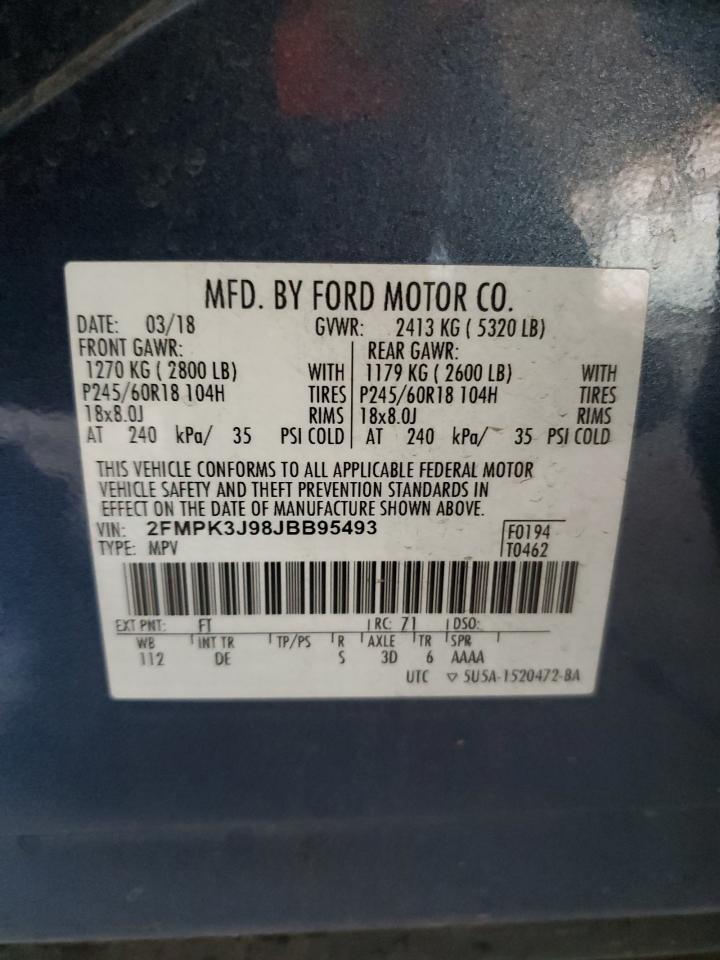 MFD. BY FORD MOTOR CO.
DATE: 03/18 GVWR: 2413 KG ( 5320 LB)
FRONT GAWR: REAR GAWR:
1270 KG ( 2800 LB) WITH 1179 KG ( 2600 LB) WITH
P245/60R18 104H TIRES P245/60R18 104H TIRES
18x8.0J RIMS 18x8.0J RIMS
AT 240 kPa/ 35 PSI COLD AT 240 kPa/ 35 PSI COLD
THIS VEHICLE CONFORMS TO ALL APPLICABLE FEDERAL MOTOR
VEHICLE SAFETY AND THEFT PREVENTION STANDARDS IN
EFFECT ON THE DATE OF MANUFACTURE SHOWN ABOVE.
VIN: 2FMPK3J98JBB95493 F0194
TYPE: MPV T0462
EXT PNT: FT RC: 71 DSO:
WB INT TR TP/PS R AXLE TR SPR
112 DE S 3D 6 AAAA
UTC ▽ 5U5A-1520472-BA